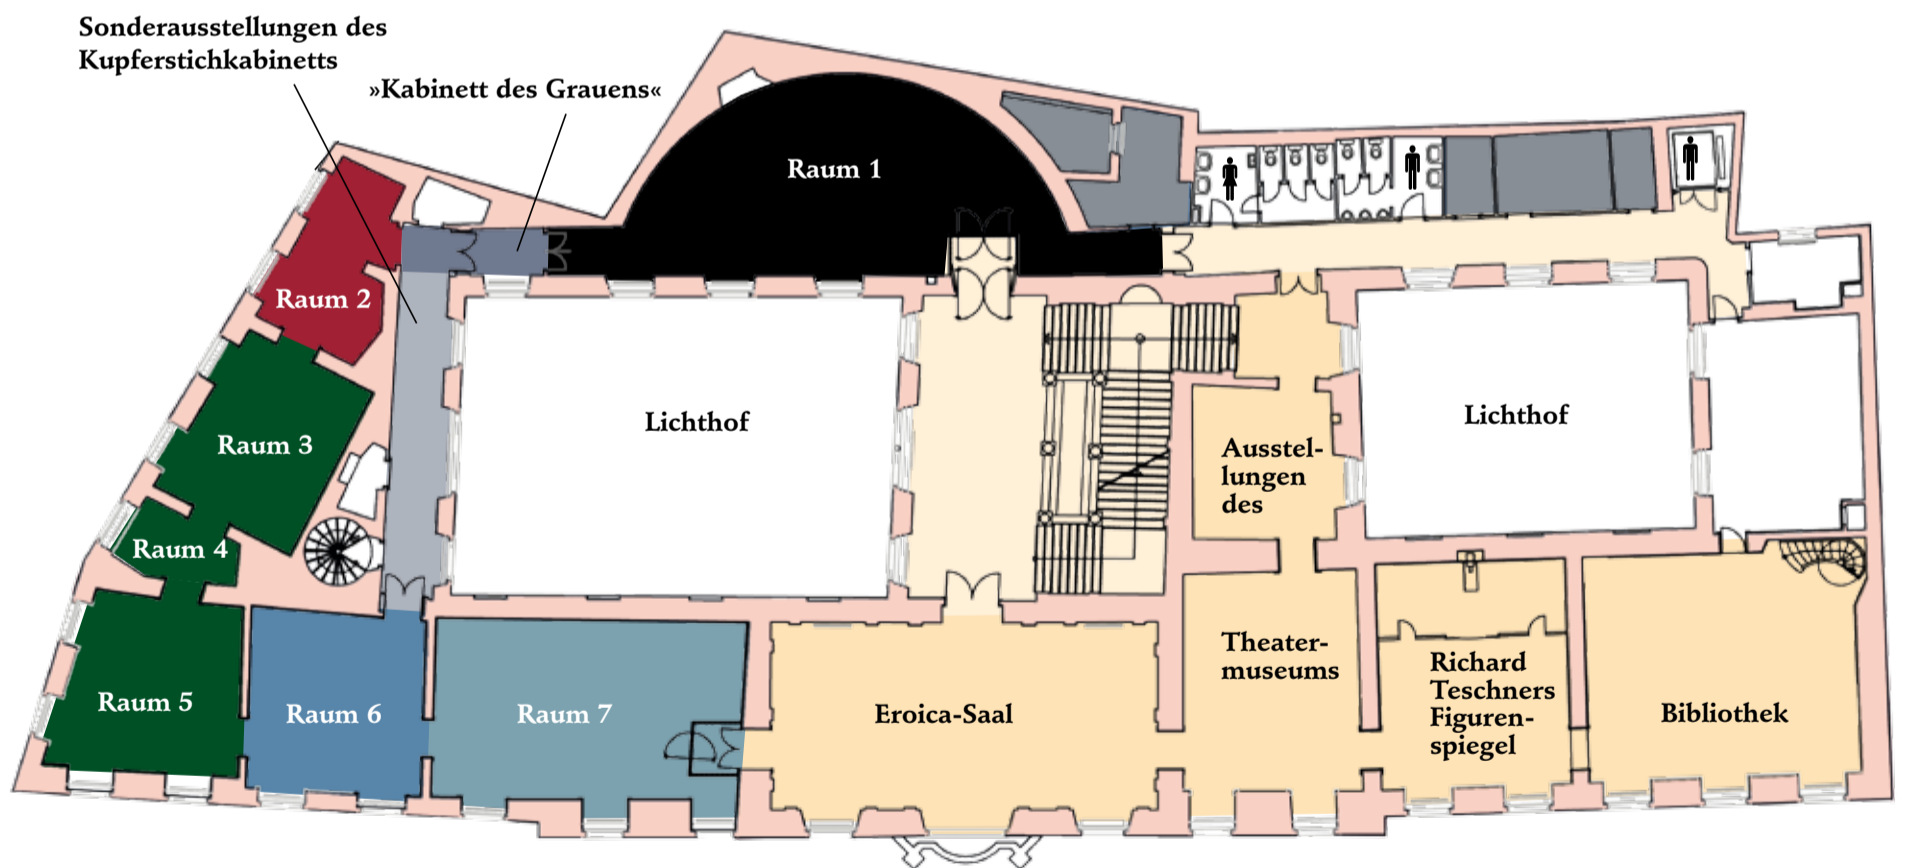 Sonderausstellungen des
Kupferstichkabinetts
»Kabinett des Grauens«
Raum 1
Raum 2
Raum 3
Raum 4
Raum 5
Raum 6
Raum 7
Lichthof
Eroica-Saal
Ausstel-
lungen
des
Theater-
museums
Lichthof
Richard
Teschners
Figuren-
spiegel
Bibliothek